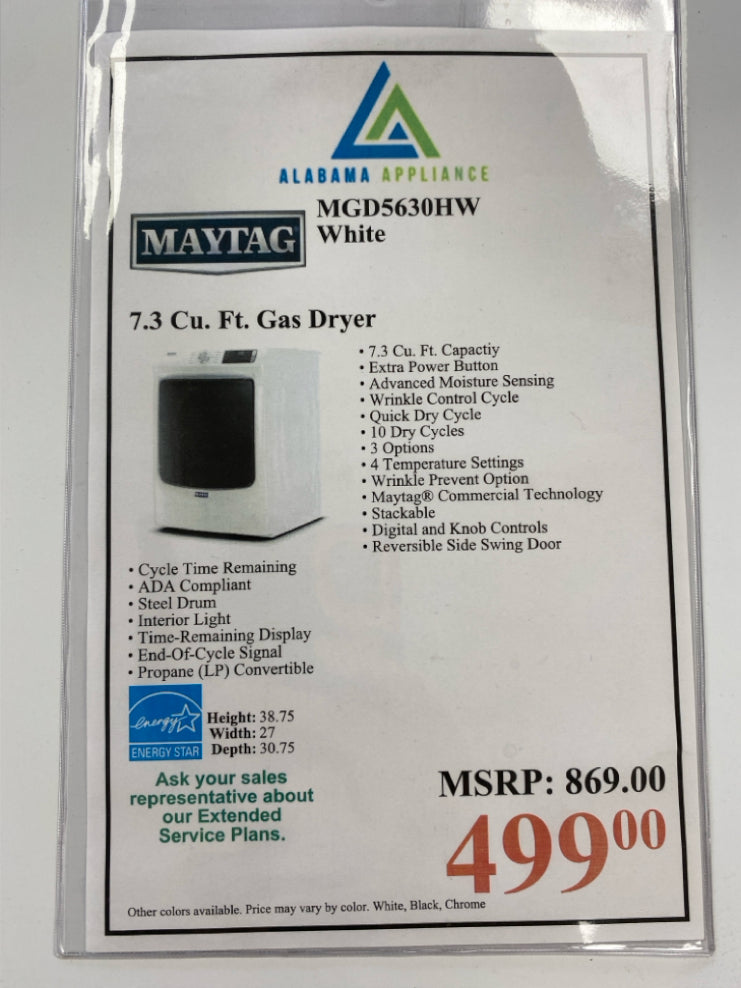 ALABAMA APPLIANCE
MAYTAG
MGD5630HW
White
7.3 Cu. Ft. Gas Dryer
• 7.3 Cu. Ft. Capactiy
• Extra Power Button
• Advanced Moisture Sensing
• Wrinkle Control Cycle
• Quick Dry Cycle
• 10 Dry Cycles
• 3 Options
• 4 Temperature Settings
• Wrinkle Prevent Option
• Maytag® Commercial Technology
• Stackable
• Digital and Knob Controls
• Reversible Side Swing Door
• Cycle Time Remaining
• ADA Compliant
• Steel Drum
• Interior Light
• Time-Remaining Display
• End-Of-Cycle Signal
• Propane (LP) Convertible
energy
ENERGY STAR
Height: 38.75
Width: 27
Depth: 30.75
Ask your sales
representative about
our Extended
Service Plans.
MSRP: 869.00
49900
Other colors available. Price may vary by color. White, Black, Chrome